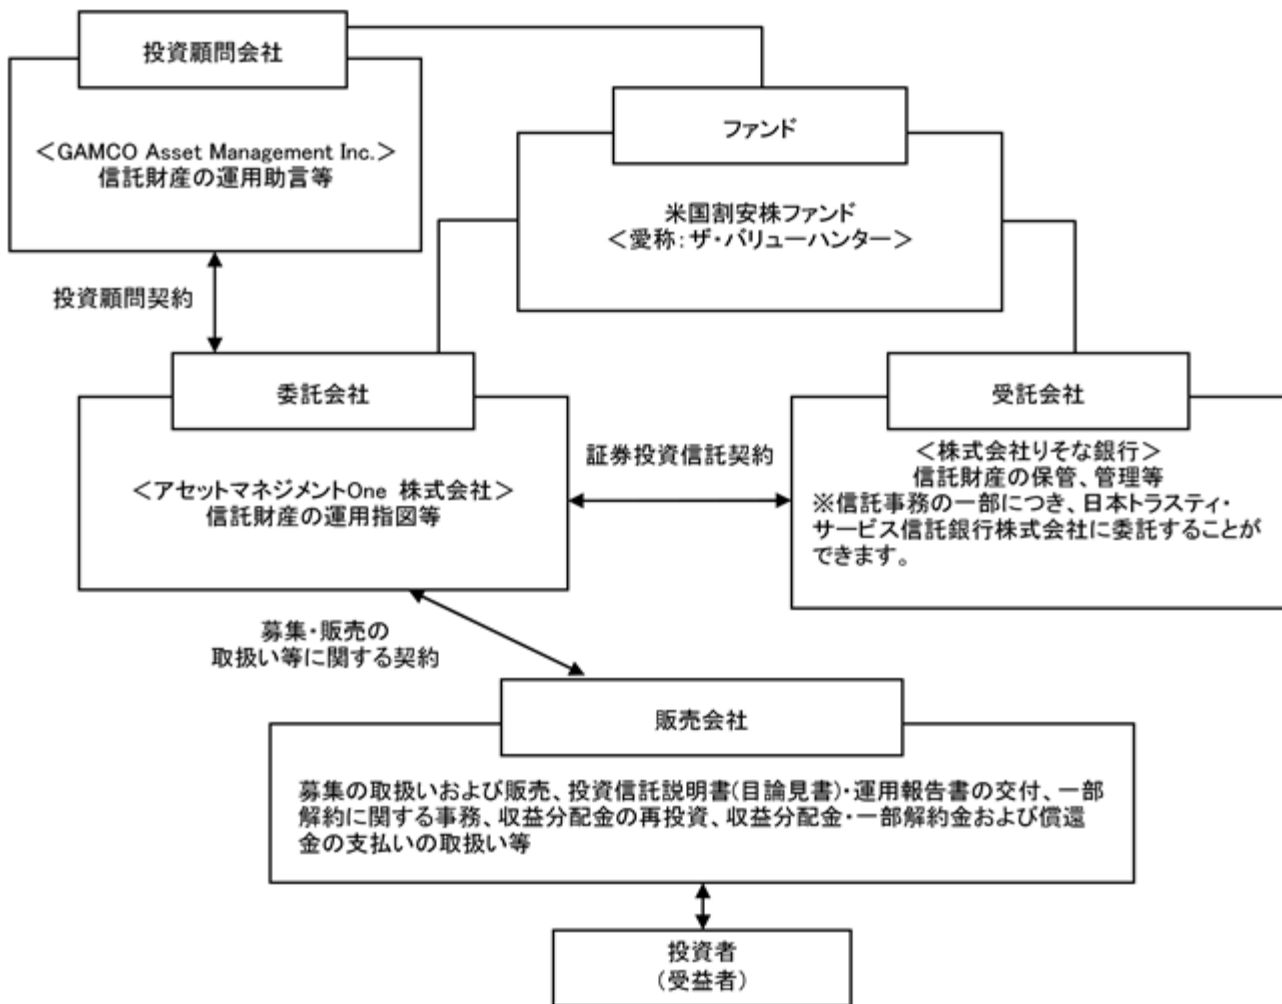 投資顧問会社
＜GAMCO Asset Management Inc.＞
信託財産の運用助言等
ファンド
米国割安株ファンド
＜愛称：ザ・バリューハンター＞
投資顧問契約
委託会社
＜アセットマネジメントOne 株式会社＞
信託財産の運用指図等
証券投資信託契約
受託会社
＜株式会社りそな銀行＞
信託財産の保管、管理等
※信託事務の一部につき、日本トラスティ・
サービス信託銀行株式会社に委託することが
できます。
募集・販売の
取扱い等に関する契約
販売会社
募集の取扱いおよび販売、投資信託説明書(目論見書)・運用報告書の交付、一部
解約に関する事務、収益分配金の再投資、収益分配金・一部解約金および償還
金の支払いの取扱い等
投資者
(受益者)